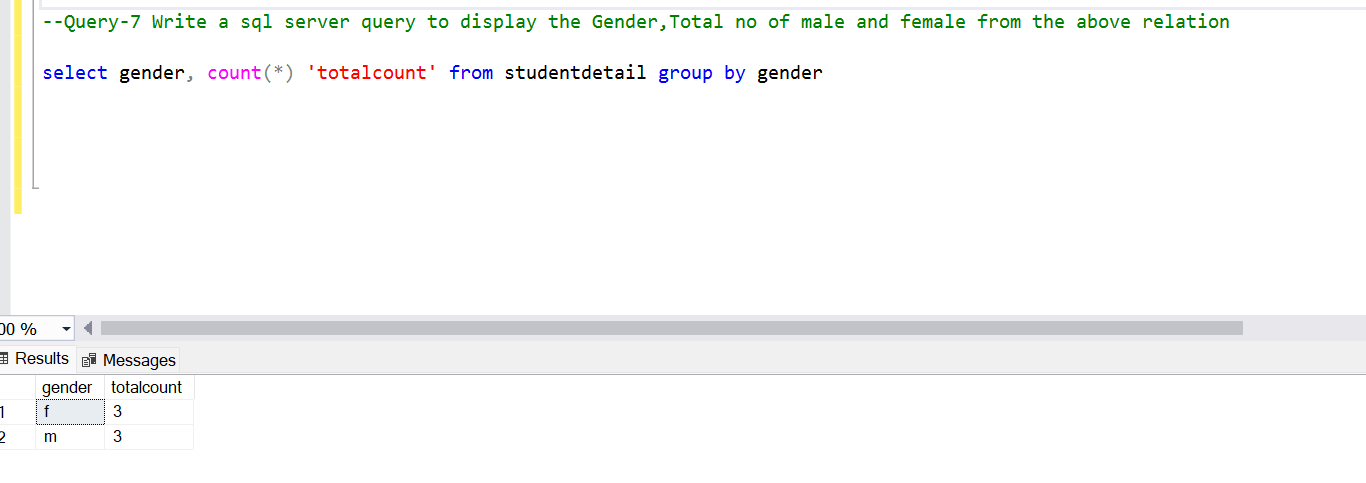 --Query-7 Write a sql server query to display the Gender,Total no of male and female from the above relation
select gender, count(*) 'totalcount' from studentdetail group by gender
00 %
Results Messages
gender totalcount
1 f 3
2 m 3